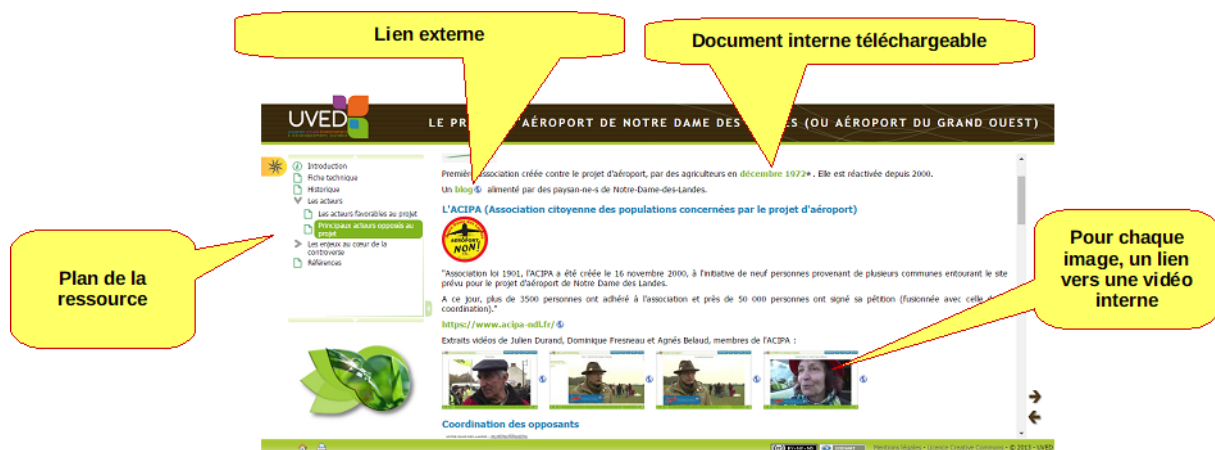 Lien externe
Document interne téléchargeable
UVED
LE PR D'AÉROPORT DE NOTRE DAME DES ES (OU AÉROPORT DU GRAND OUEST)
Introduction
Fiche technique
Historique
Les acteurs
Les acteurs favorables au projet
Principaux acteurs opposés au
projet
Les enjeux au cœur de la
controverse
Références
Plan de la
ressource
Première association créée contre le projet d'aéroport, par des agriculteurs en décembre 1972. Elle est réactivée depuis 2000.
Un blog alimenté par des paysan-ne-s de Notre-Dame-des-Landes.
L'ACIPA (Association citoyenne des populations concernées par le projet d'aéroport)
AÉROPORT
NON!
"Association loi 1901, l'ACIPA a été créée le 16 novembre 2000, à l'initiative de neuf personnes provenant de plusieurs communes entourant le site
prévu pour le projet d'aéroport de Notre Dame des Landes.
A ce jour, plus de 3500 personnes ont adhéré à l'association et près de 50 000 personnes ont signé sa pétition (fusionnée avec celle
coordination)."
https://www.acipa-ndl.fr/
Extraits vidéos de Julien Durand, Dominique Fresneau et Agnés Belaud, membres de l'ACIPA :
Pour chaque
image, un lien
vers une vidéo
interne
Coordination des opposants
Mentions légales • Licence Creative Commons • © 2013 - UVED